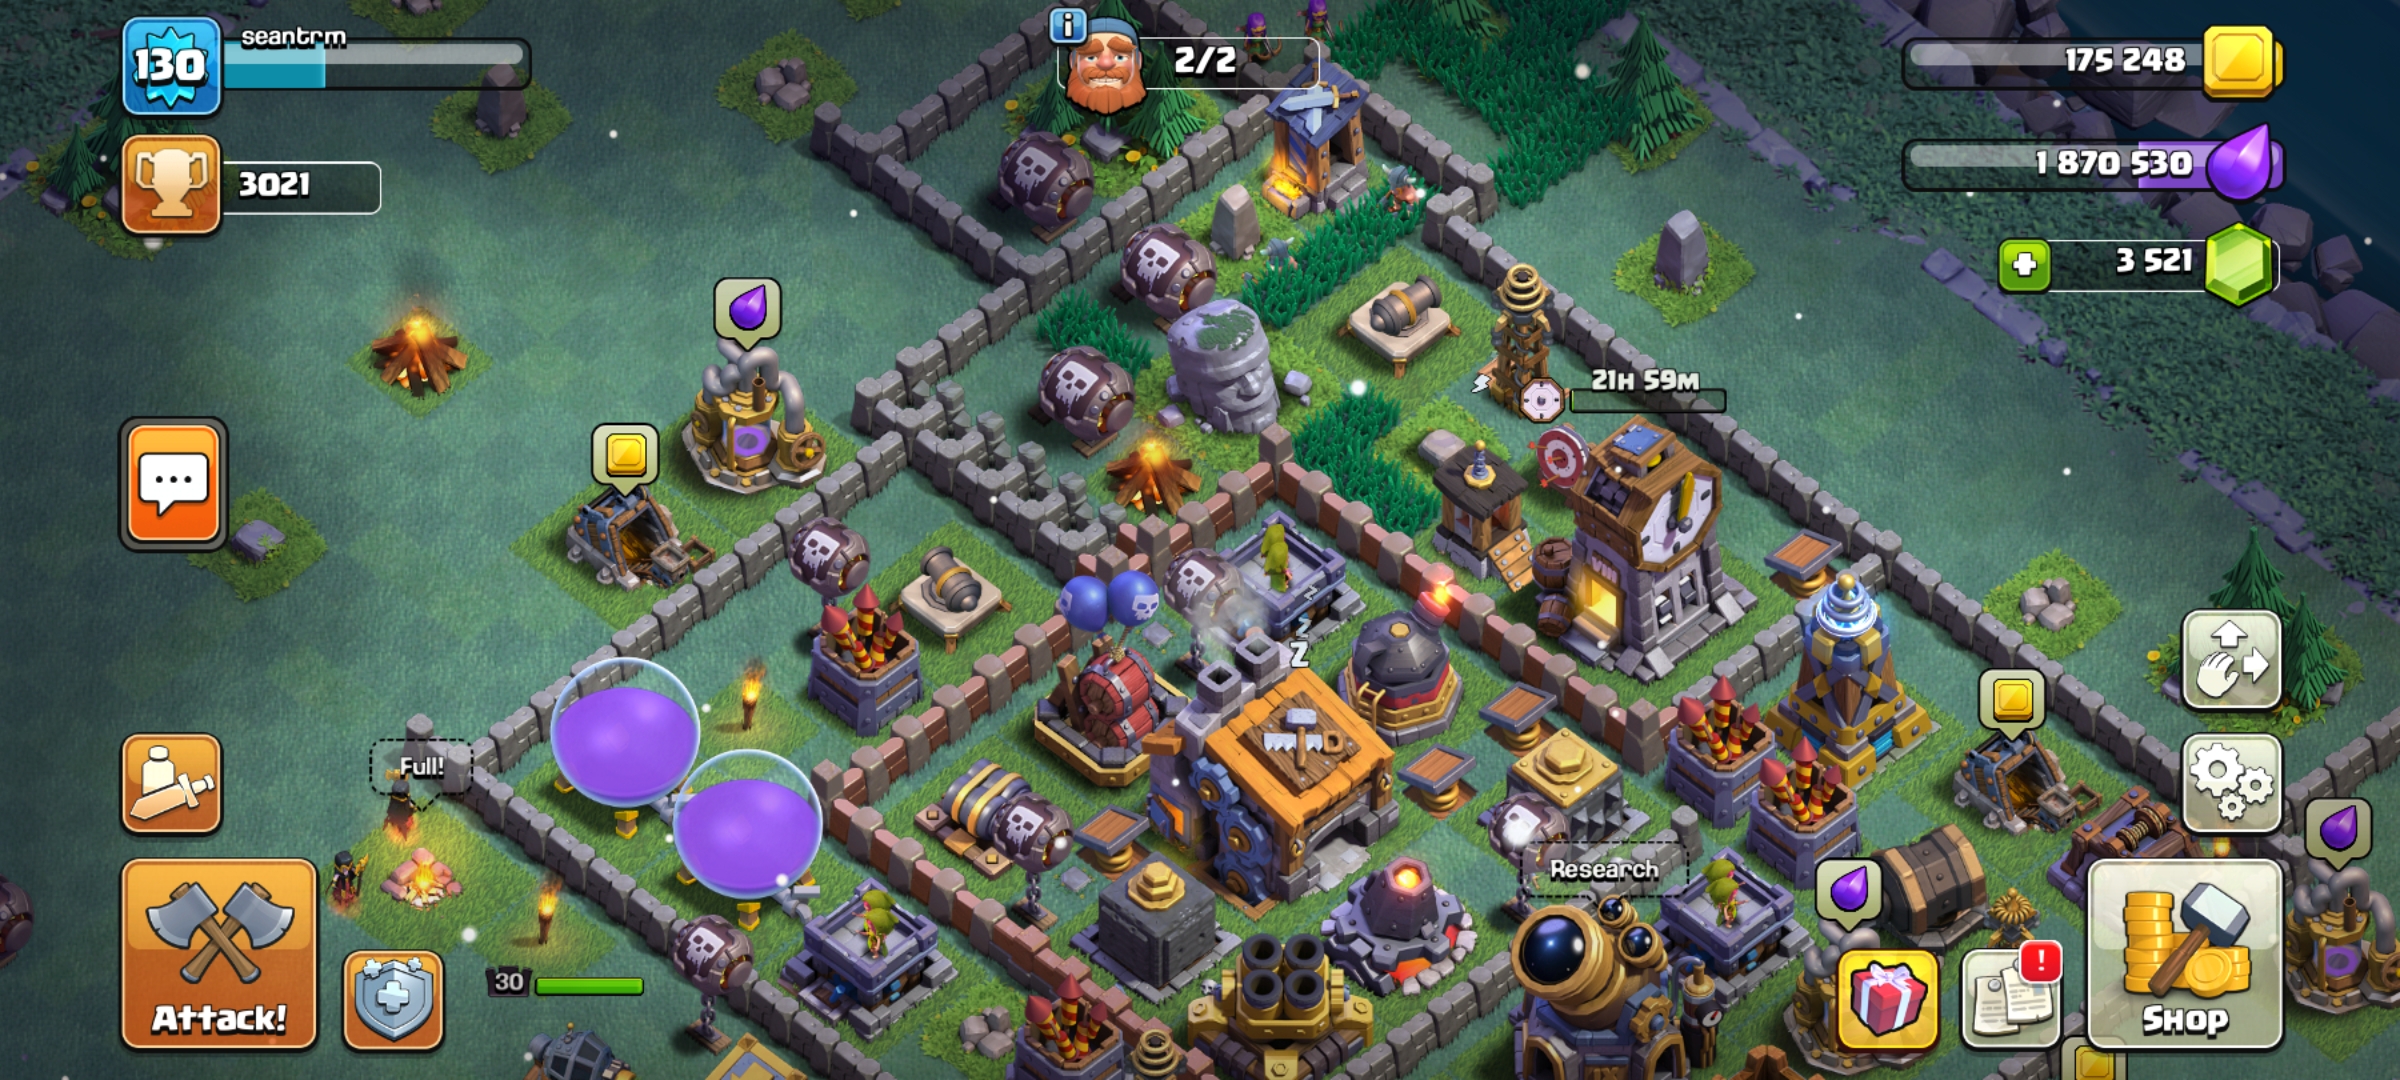 seantrm
130
2/2
175 248
3021
1 870 530
3 521
21H 59M
Full!
Research
30
Attack!
Shop